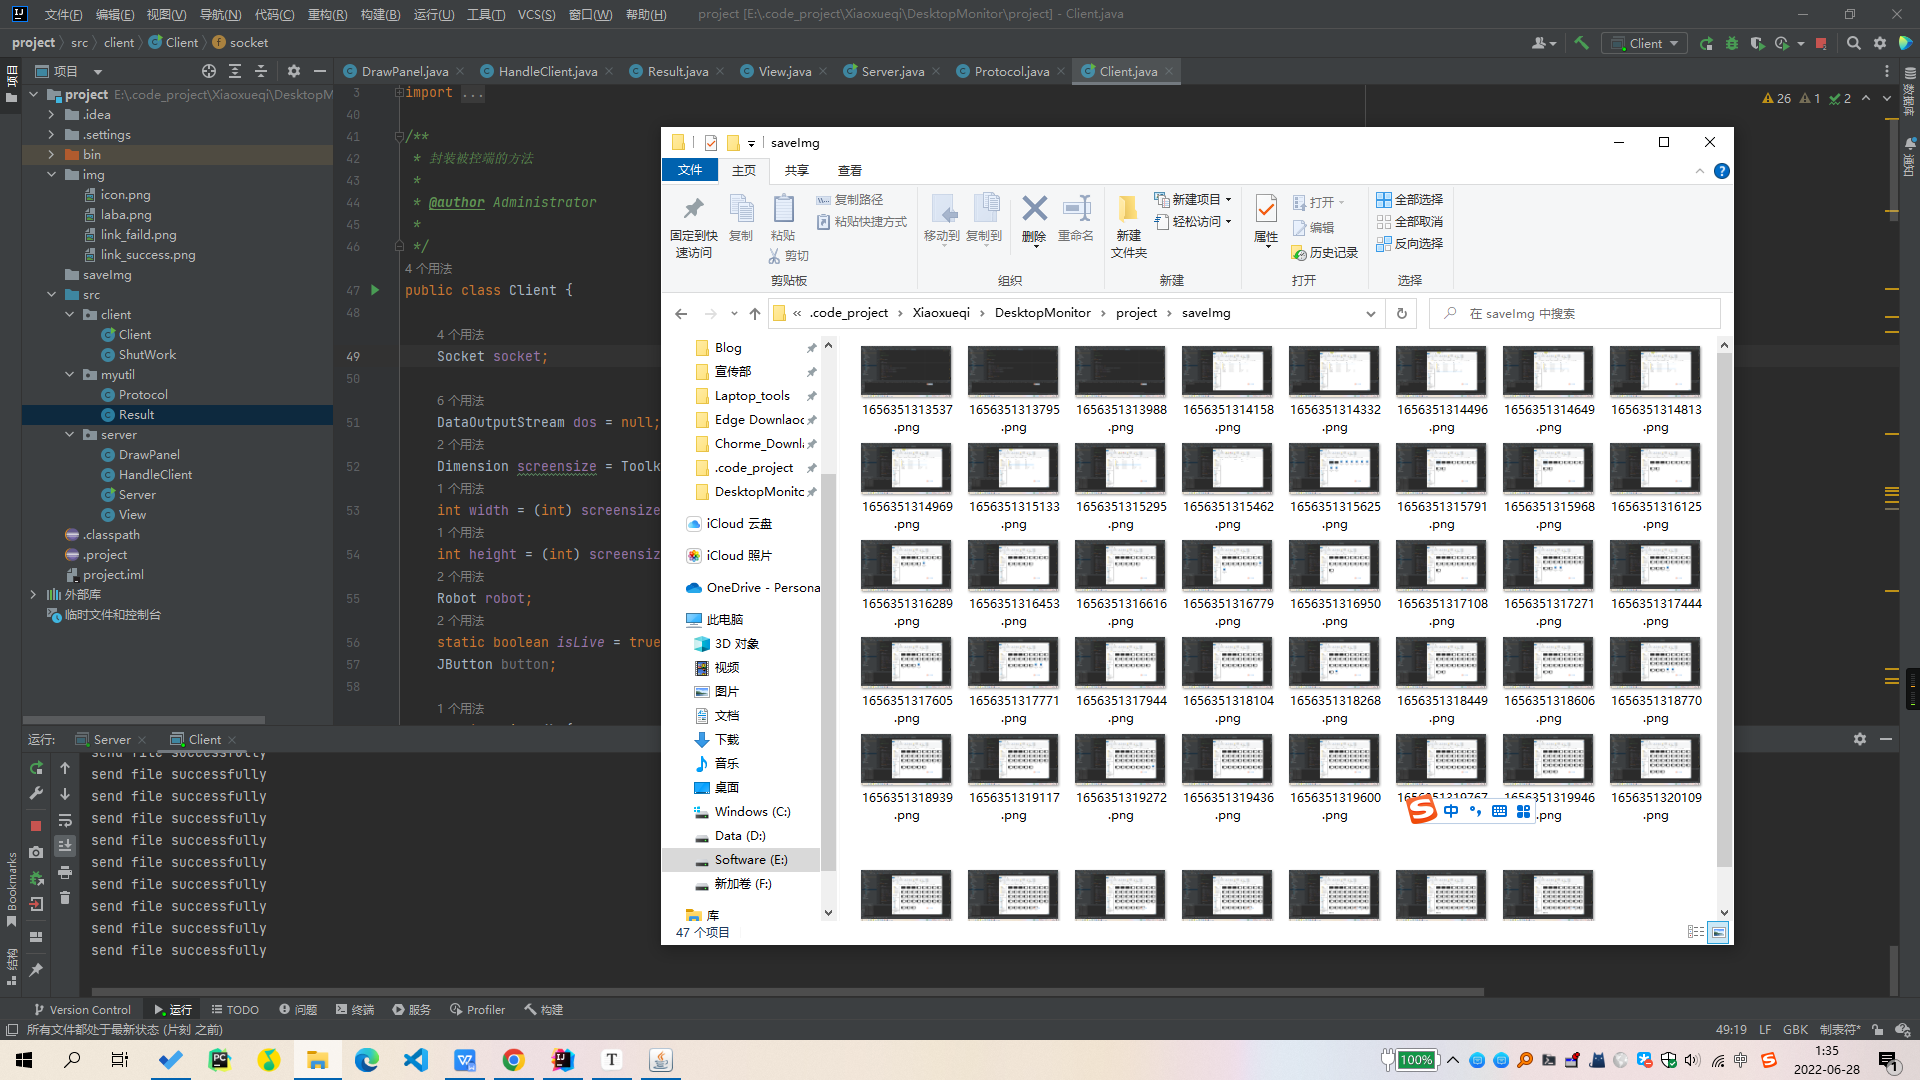 文件(F) 编辑(E) 视图(V) 导航(N) 代码(C) 重构(R) 构建(B) 运行(U) 工具(T) VCS(S) 窗口(W) 帮助(H) project [E:\.code_project\Xiaoxueqi\DesktopMonitor\project] - Client.java
project src client Client socket
Client
项目
DrawPanel.java HandleClient.java Result.java View.java Server.java Protocol.java Client.java
项目
数据库
通知
project E:\.code_project\Xiaoxueqi\DesktopM
.idea
.settings
bin
img
icon.png
laba.png
link_faild.png
link_success.png
saveImg
src
client
Client
ShutWork
myutil
Protocol
Result
server
DrawPanel
HandleClient
Server
View
.classpath
.project
project.iml
外部库
临时文件和控制台
26 1 2
3 import ...
40
41 /**
42 * 封装被控端的方法
43 *
44 * @author Administrator
45 *
46 */
4 个用法
47 public class Client {
48
4 个用法
49 Socket socket;
50
6 个用法
51 DataOutputStream dos = null;
2 个用法
52 Dimension screensize = Toolk
1 个用法
53 int width = (int) screensize
1 个用法
54 int height = (int) screensiz
2 个用法
55 Robot robot;
2 个用法
56 static boolean isLive = true
57 JButton button;
58
1 个用法
saveImg
文件 主页 共享 查看
固定到快速访问
复制
粘贴
复制路径
粘贴快捷方式
剪切
移动到
复制到
删除
重命名
新建文件夹
新建项目
轻松访问
属性
打开
编辑
历史记录
全部选择
全部取消
反向选择
剪贴板 组织 新建 打开 选择
« .code_project Xiaoxueqi DesktopMonitor project saveImg
在 saveImg 中搜索
Blog
宣传部
Laptop_tools
Edge Downlaoc
Chorme_Downl
.code_project
DesktopMonitc
iCloud 云盘
iCloud 照片
OneDrive - Persona
此电脑
3D 对象
视频
图片
文档
下载
音乐
桌面
Windows (C:)
Data (D:)
Software (E:)
新加卷 (F:)
库
1656351313537.png 1656351313795.png 1656351313988.png 1656351314158.png 1656351314332.png 1656351314496.png 1656351314649.png 1656351314813.png
1656351314969.png 1656351315133.png 1656351315295.png 1656351315462.png 1656351315625.png 1656351315791.png 1656351315968.png 1656351316125.png
1656351316289.png 1656351316453.png 1656351316616.png 1656351316779.png 1656351316950.png 1656351317108.png 1656351317271.png 1656351317444.png
1656351317605.png 1656351317771.png 1656351317944.png 1656351318104.png 1656351318268.png 1656351318449.png 1656351318606.png 1656351318770.png
1656351318939.png 1656351319117.png 1656351319272.png 1656351319436.png 1656351319600.png 1656351319767 1656351319946.png 1656351320109.png
中
47 个项目
运行: Server Client
send file successfully
send file successfully
send file successfully
send file successfully
send file successfully
send file successfully
send file successfully
send file successfully
send file successfully
send file successfully
Bookmarks
结构
Version Control 运行 TODO 问题 终端 服务 Profiler 构建
所有文件都处于最新状态 (片刻 之前)
49:19 LF GBK 制表符*
100%
中
1:35
2022-06-28
1